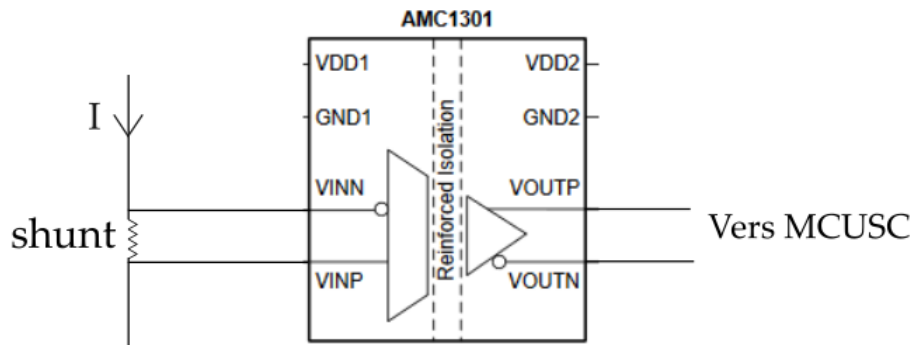 AMC1301
VDD1
VDD2
I
GND1
GND2
Reinforced Isolation
VINN
VOUTP
shunt
Vers MCUSC
VINP
VOUTN